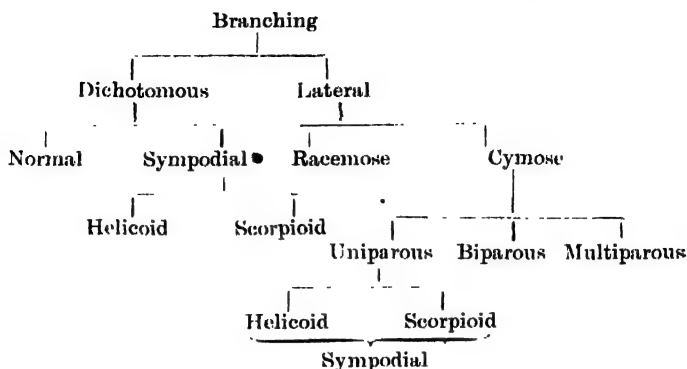 Branching
Dichotomous Lateral
Normal Sympodial Racemose Cymose
Helicoid Scorpioid
Uniparous Biparous Multiparous
Helicoid Scorpioid
Sympodial